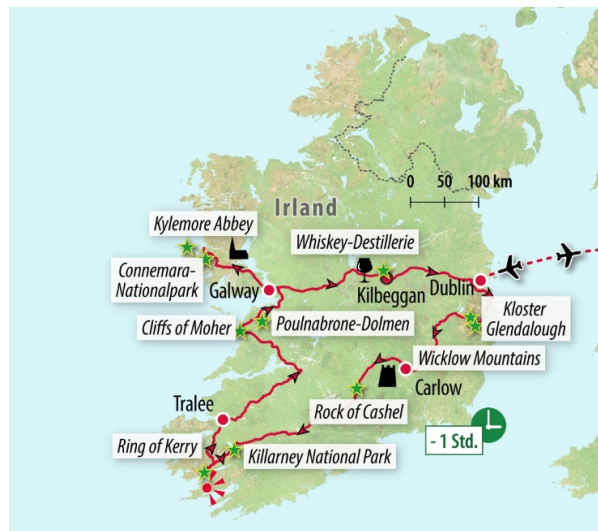 0 50 100 km
Irland
Kylemore Abbey
Whiskey-Destillerie
Connemara-
Nationalpark
Galway
Kilbeggan
Dublin
Kloster
Glendalough
Cliffs of Moher
Poulnabrone-Dolmen
Wicklow Mountains
Carlow
Rock of Cashel
Tralee
- 1 Std.
Ring of Kerry
Killarney National Park